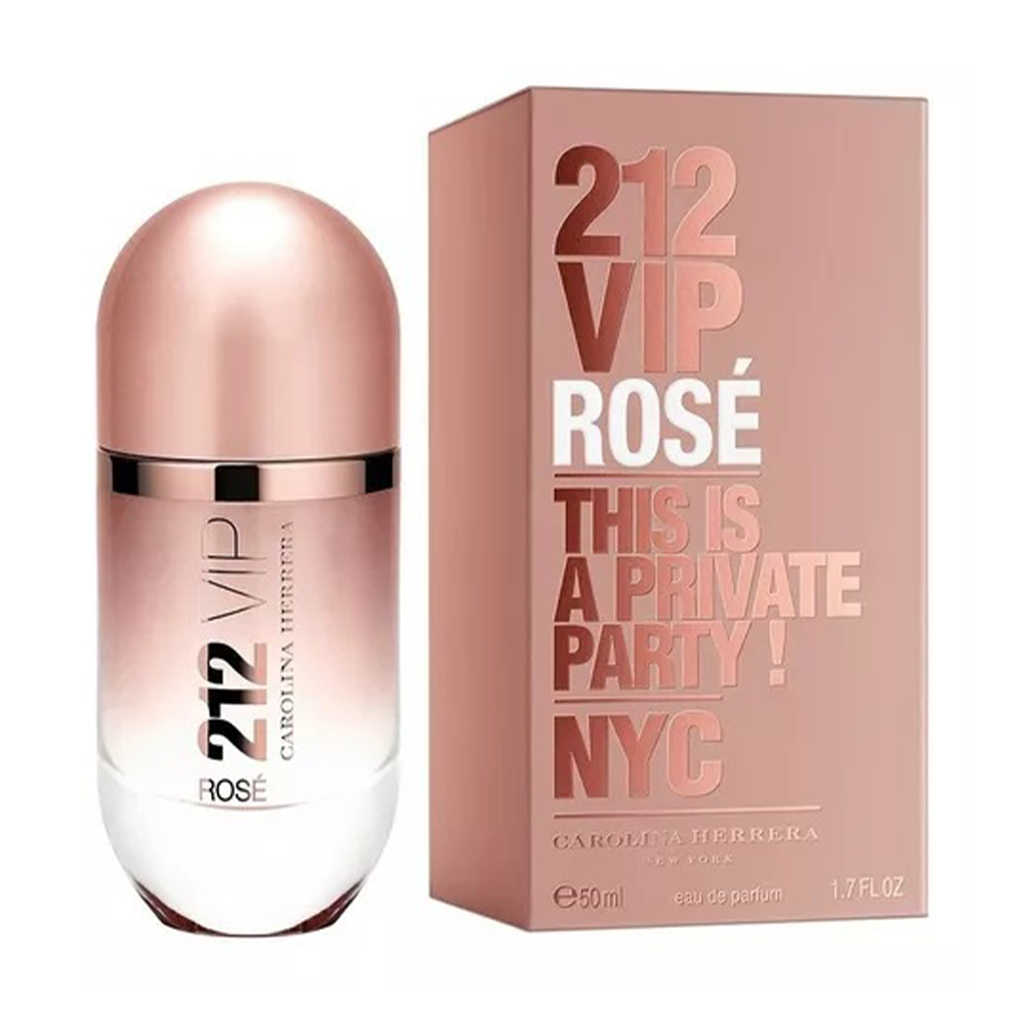 212 VIP
ROSÉ
CAROLINA HERRERA
212
VIP
ROSÉ
THIS IS
A PRIVATE
PARTY !
NYC
CAROLINA HERRERA
NEW YORK
℮50ml eau de parfum 1.7 FL OZ